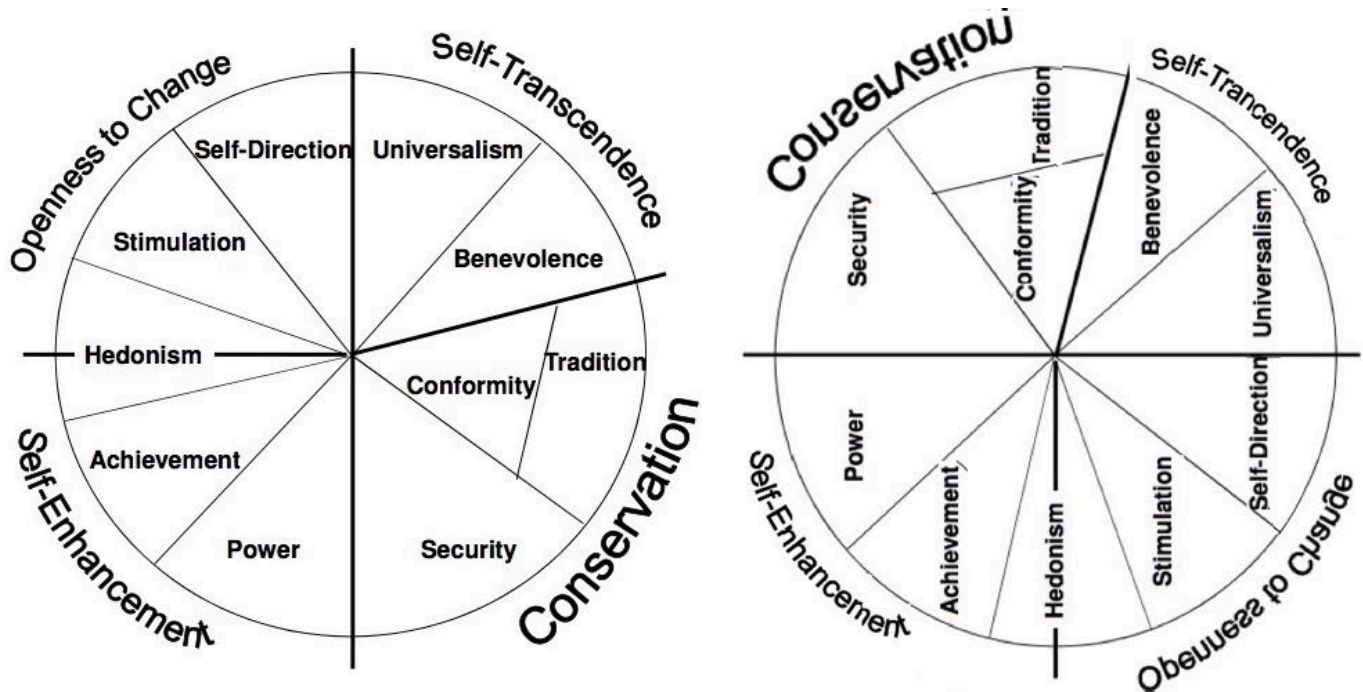 Openness to Change
Self-Transcendence
Self-Direction
Universalism
Stimulation
Benevolence
Hedonism
Conformity
Tradition
Achievement
Power
Security
Self-Enhancement
Conservation
Conservation
Self-Trancendence
Tradition
Benevolence
Conformity
Security
Universalism
Power
Achievement
Hedonism
Stimulation
Self-Direction
Self-Enhancement
Openness to Change